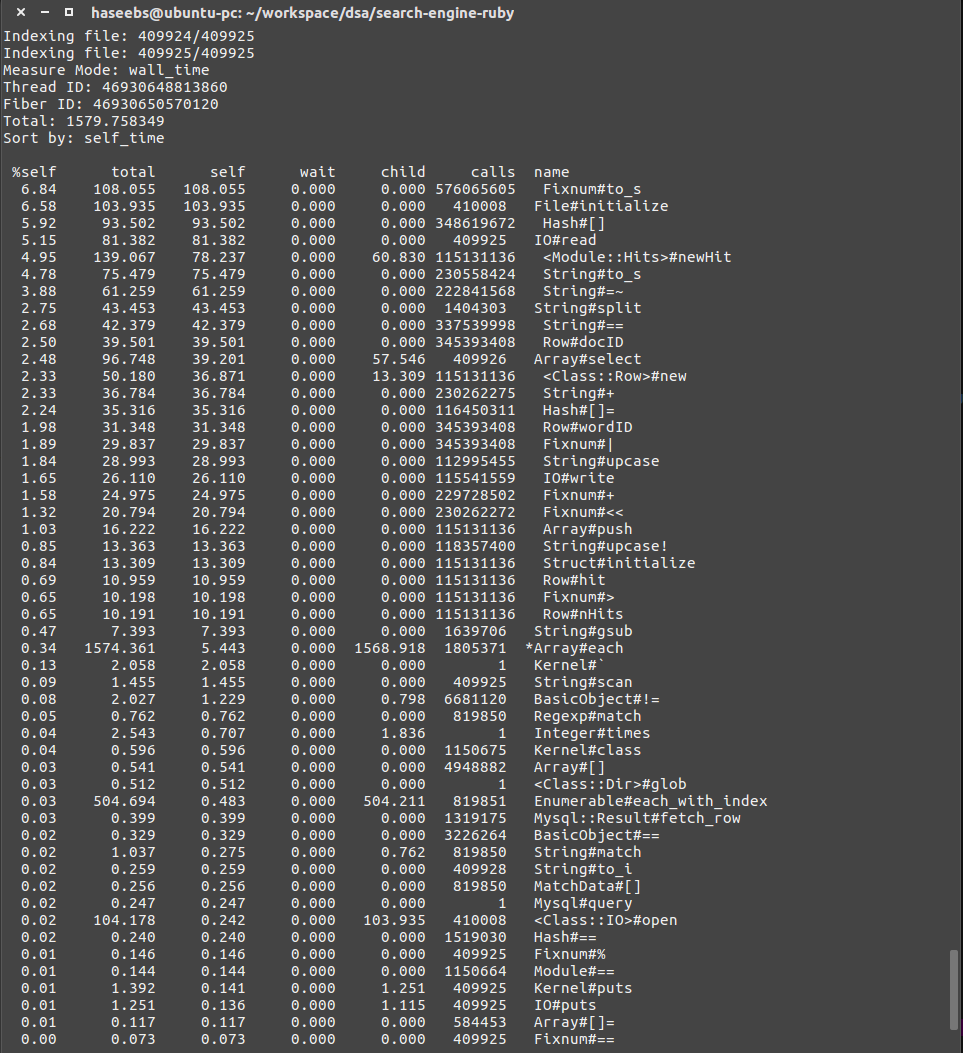 haseebs@ubuntu-pc: ~/workspace/dsa/search-engine-ruby
Indexing file: 409924/409925
Indexing file: 409925/409925
Measure Mode: wall_time
Thread ID: 46930648813860
Fiber ID: 46930650570120
Total: 1579.758349
Sort by: self_time

 %self      total      self      wait     child     calls  name
  6.84    108.055   108.055     0.000     0.000 576065605   Fixnum#to_s
  6.58    103.935   103.935     0.000     0.000   410008   File#initialize
  5.92     93.502    93.502     0.000     0.000 348619672   Hash#[]
  5.15     81.382    81.382     0.000     0.000   409925   IO#read
  4.95    139.067    78.237     0.000    60.830 115131136   <Module::Hits>#newHit
  4.78     75.479    75.479     0.000     0.000 230558424   String#to_s
  3.88     61.259    61.259     0.000     0.000 222841568   String#=~
  2.75     43.453    43.453     0.000     0.000  1404303   String#split
  2.68     42.379    42.379     0.000     0.000 337539998   String#==
  2.50     39.501    39.501     0.000     0.000 345393408   Row#docID
  2.48     96.748    39.201     0.000    57.546   409926   Array#select
  2.33     50.180    36.871     0.000    13.309 115131136   <Class::Row>#new
  2.33     36.784    36.784     0.000     0.000 230262275   String#+
  2.24     35.316    35.316     0.000     0.000 116450311   Hash#[]=
  1.98     31.348    31.348     0.000     0.000 345393408   Row#wordID
  1.89     29.837    29.837     0.000     0.000 345393408   Fixnum#|
  1.84     28.993    28.993     0.000     0.000 112995455   String#upcase
  1.65     26.110    26.110     0.000     0.000 115541559   IO#write
  1.58     24.975    24.975     0.000     0.000 229728502   Fixnum#+
  1.32     20.794    20.794     0.000     0.000 230262272   Fixnum#<<
  1.03     16.222    16.222     0.000     0.000 115131136   Array#push
  0.85     13.363    13.363     0.000     0.000 118357400   String#upcase!
  0.84     13.309    13.309     0.000     0.000 115131136   Struct#initialize
  0.69     10.959    10.959     0.000     0.000 115131136   Row#hit
  0.65     10.198    10.198     0.000     0.000 115131136   Fixnum#>
  0.65     10.191    10.191     0.000     0.000 115131136   Row#nHits
  0.47      7.393     7.393     0.000     0.000  1639706   String#gsub
  0.34   1574.361     5.443     0.000  1568.918  1805371  *Array#each
  0.13      2.058     2.058     0.000     0.000        1   Kernel#`
  0.09      1.455     1.455     0.000     0.000   409925   String#scan
  0.08      2.027     1.229     0.000     0.798  6681120   BasicObject#!=
  0.05      0.762     0.762     0.000     0.000   819850   Regexp#match
  0.04      2.543     0.707     0.000     1.836        1   Integer#times
  0.04      0.596     0.596     0.000     0.000  1150675   Kernel#class
  0.03      0.541     0.541     0.000     0.000  4948882   Array#[]
  0.03      0.512     0.512     0.000     0.000        1   <Class::Dir>#glob
  0.03    504.694     0.483     0.000   504.211   819851   Enumerable#each_with_index
  0.03      0.399     0.399     0.000     0.000  1319175   Mysql::Result#fetch_row
  0.02      0.329     0.329     0.000     0.000  3226264   BasicObject#==
  0.02      1.037     0.275     0.000     0.762   819850   String#match
  0.02      0.259     0.259     0.000     0.000   409928   String#to_i
  0.02      0.256     0.256     0.000     0.000   819850   MatchData#[]
  0.02      0.247     0.247     0.000     0.000        1   Mysql#query
  0.02    104.178     0.242     0.000   103.935   410008   <Class::IO>#open
  0.02      0.240     0.240     0.000     0.000  1519030   Hash#==
  0.01      0.146     0.146     0.000     0.000   409925   Fixnum#%
  0.01      0.144     0.144     0.000     0.000  1150664   Module#==
  0.01      1.392     0.141     0.000     1.251   409925   Kernel#puts
  0.01      1.251     0.136     0.000     1.115   409925   IO#puts
  0.01      0.117     0.117     0.000     0.000   584453   Array#[]=
  0.00      0.073     0.073     0.000     0.000   409925   Fixnum#==